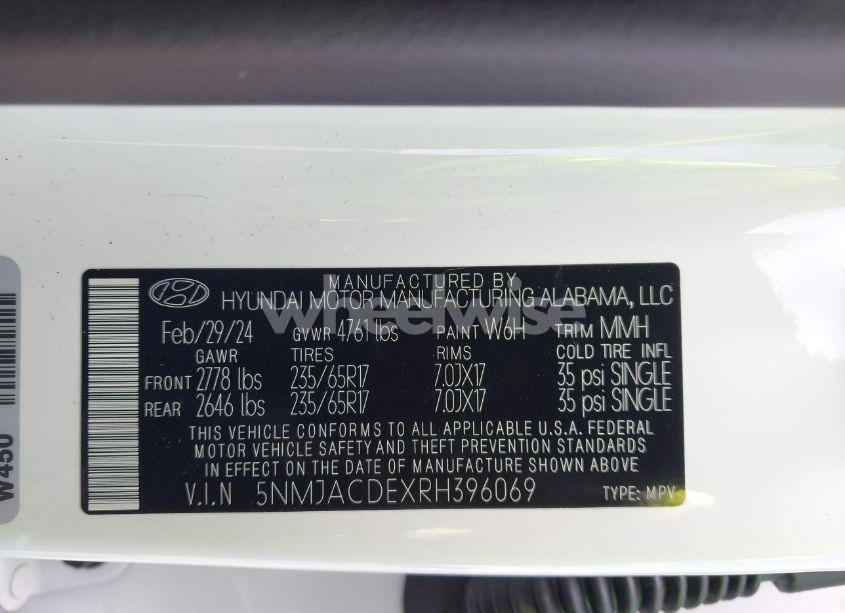 MANUFACTURED BY
HYUNDAI MOTOR MANUFACTURING ALABAMA, LLC
Feb/29/24 GVWR 4761 lbs PAINT W6H TRIM MMH
GAWR TIRES RIMS COLD TIRE INFL
FRONT 2778 lbs 235/65R17 7.0JX17 35 psi SINGLE
REAR 2646 lbs 235/65R17 7.0JX17 35 psi SINGLE
THIS VEHICLE CONFORMS TO ALL APPLICABLE U.S.A. FEDERAL
MOTOR VEHICLE SAFETY AND THEFT PREVENTION STANDARDS
IN EFFECT ON THE DATE OF MANUFACTURE SHOWN ABOVE
V.I.N 5NMJACDEXRH396069 TYPE: MPV
wheelwise
W450